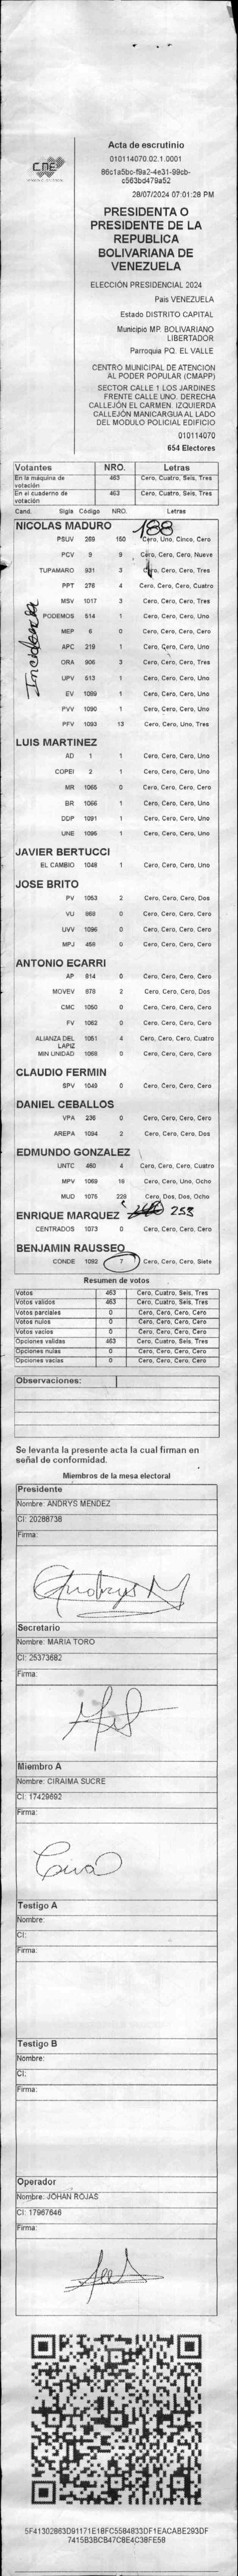 CNE
Acta de escrutinio
010114070.02.1.0001
86c1a5bc-f9a2-4e31-99cb-
c563bd479a52
28/07/2024 07:01:28 PM
PRESIDENTA O
PRESIDENTE DE LA
REPUBLICA
BOLIVARIANA DE
VENEZUELA
ELECCIÓN PRESIDENCIAL 2024
Pais VENEZUELA
Estado DISTRITO CAPITAL
Municipio MP. BOLIVARIANO
LIBERTADOR
Parroquia PQ. EL VALLE
CENTRO MUNICIPAL DE ATENCION
AL PODER POPULAR (CMAPP)
SECTOR CALLE 1 LOS JARDINES
FRENTE CALLE UNO. DERECHA
CALLEJÓN EL CARMEN. IZQUIERDA
CALLEJÓN MANICARGUA AL LADO
DEL MODULO POLICIAL EDIFICIO
010114070
654 Electores
Votantes NRO. Letras
En la máquina de votación 463 Cero, Cuatro, Seis, Tres
En el cuaderno de votación 463 Cero, Cuatro, Seis, Tres
Cand. Sigla Código NRO. Letras
NICOLAS MADURO 188
PSUV 269 150 Cero, Uno, Cinco, Cero
PCV 9 9 Cero, Cero, Cero, Nueve
TUPAMARO 931 3 Cero, Cero, Cero, Tres
PPT 276 4 Cero, Cero, Cero, Cuatro
MSV 1017 3 Cero, Cero, Cero, Tres
Incidencia
PODEMOS 514 1 Cero, Cero, Cero, Uno
MEP 6 0 Cero, Cero, Cero, Cero
APC 219 1 Cero, Cero, Cero, Uno
ORA 906 3 Cero, Cero, Cero, Tres
UPV 513 1 Cero, Cero, Cero, Uno
EV 1089 Cero, Cero, Cero, Uno
PVV 1090 1 Cero, Cero, Cero, Uno
PFV 1093 13 Cero, Cero, Uno, Tres
LUIS MARTINEZ
AD 1 1 Cero, Cero, Cero, Uno
COPEI 2 1 Cero, Cero, Cero, Uno
MR 1065 0 Cero, Cero, Cero, Cero
BR 1066 1 Cero, Cero, Cero, Uno
DDP 1091 1 Cero, Cero, Cero, Uno
UNE 1095 1 Cero, Cero, Cero, Uno
JAVIER BERTUCCI
EL CAMBIO 1048 1 Cero, Cero, Cero, Uno
JOSE BRITO
PV 1053 2 Cero, Cero, Cero, Dos
VU 968 0 Cero, Cero, Cero, Cero
UVV 1096 0 Cero, Cero, Cero, Cero
MPJ 458 0 Cero, Cero, Cero, Cero
ANTONIO ECARRI
AP 914 0 Cero, Cero, Cero, Cero
MOVEV 978 2 Cero, Cero, Cero, Dos
CMC 1050 0 Cero, Cero, Cero, Cero
FV 1062 0 Cero, Cero, Cero, Cero
ALIANZA DEL LAPIZ 1051 4 Cero, Cero, Cero, Cuatro
MIN UNIDAD 1068 0 Cero, Cero, Cero, Cero
CLAUDIO FERMIN
SPV 1049 0 Cero, Cero, Cero, Cero
DANIEL CEBALLOS
VPA 236 0 Cero, Cero, Cero, Cero
AREPA 1094 2 Cero, Cero, Cero, Dos
EDMUNDO GONZALEZ
UNTC 480 4 Cero, Cero, Cero, Cuatro
MPV 1069 18 Cero, Cero, Uno, Ocho
MUD 1075 228 Cero, Dos, Dos, Ocho
ENRIQUE MARQUEZ
CENTRADOS 1073 0 Cero, Cero, Cero, Cero
BENJAMIN RAUSSEO
CONDE 1092 7 Cero, Cero, Cero, Siete
Resumen de votos
Votos 463 Cero, Cuatro, Seis, Tres
Votos validos 463 Cero, Cuatro, Seis, Tres
Votos parciales 0 Cero, Cero, Cero, Cero
Votos nulos 0 Cero, Cero, Cero, Cero
Votos vacios 0 Cero, Cero, Cero, Cero
Opciones validas 463 Cero, Cuatro, Seis, Tres
Opciones nulas 0 Cero, Cero, Cero, Cero
Opciones vacias 0 Cero, Cero, Cero, Cero
Observaciones:
Se levanta la presente acta la cual firman en
señal de conformidad.
Miembros de la mesa electoral
Presidente
Nombre: ANDRYS MENDEZ
CI: 20288738
Firma:
Andrys M
Secretario
Nombre: MARIA TORO
CI: 25373682
Firma:
Miembro A
Nombre: CIRAIMA SUCRE
CI: 17429692
Firma:
Testigo A
Nombre:
CI:
Firma:
Testigo B
Nombre:
CI:
Firma:
Operador
Nombre: JOHAN ROJAS
CI: 17967646
Firma:
5F41302863D91171E18FC5584833DF1EACABE293DF
7415B3BCB47C8E4C3BFE58